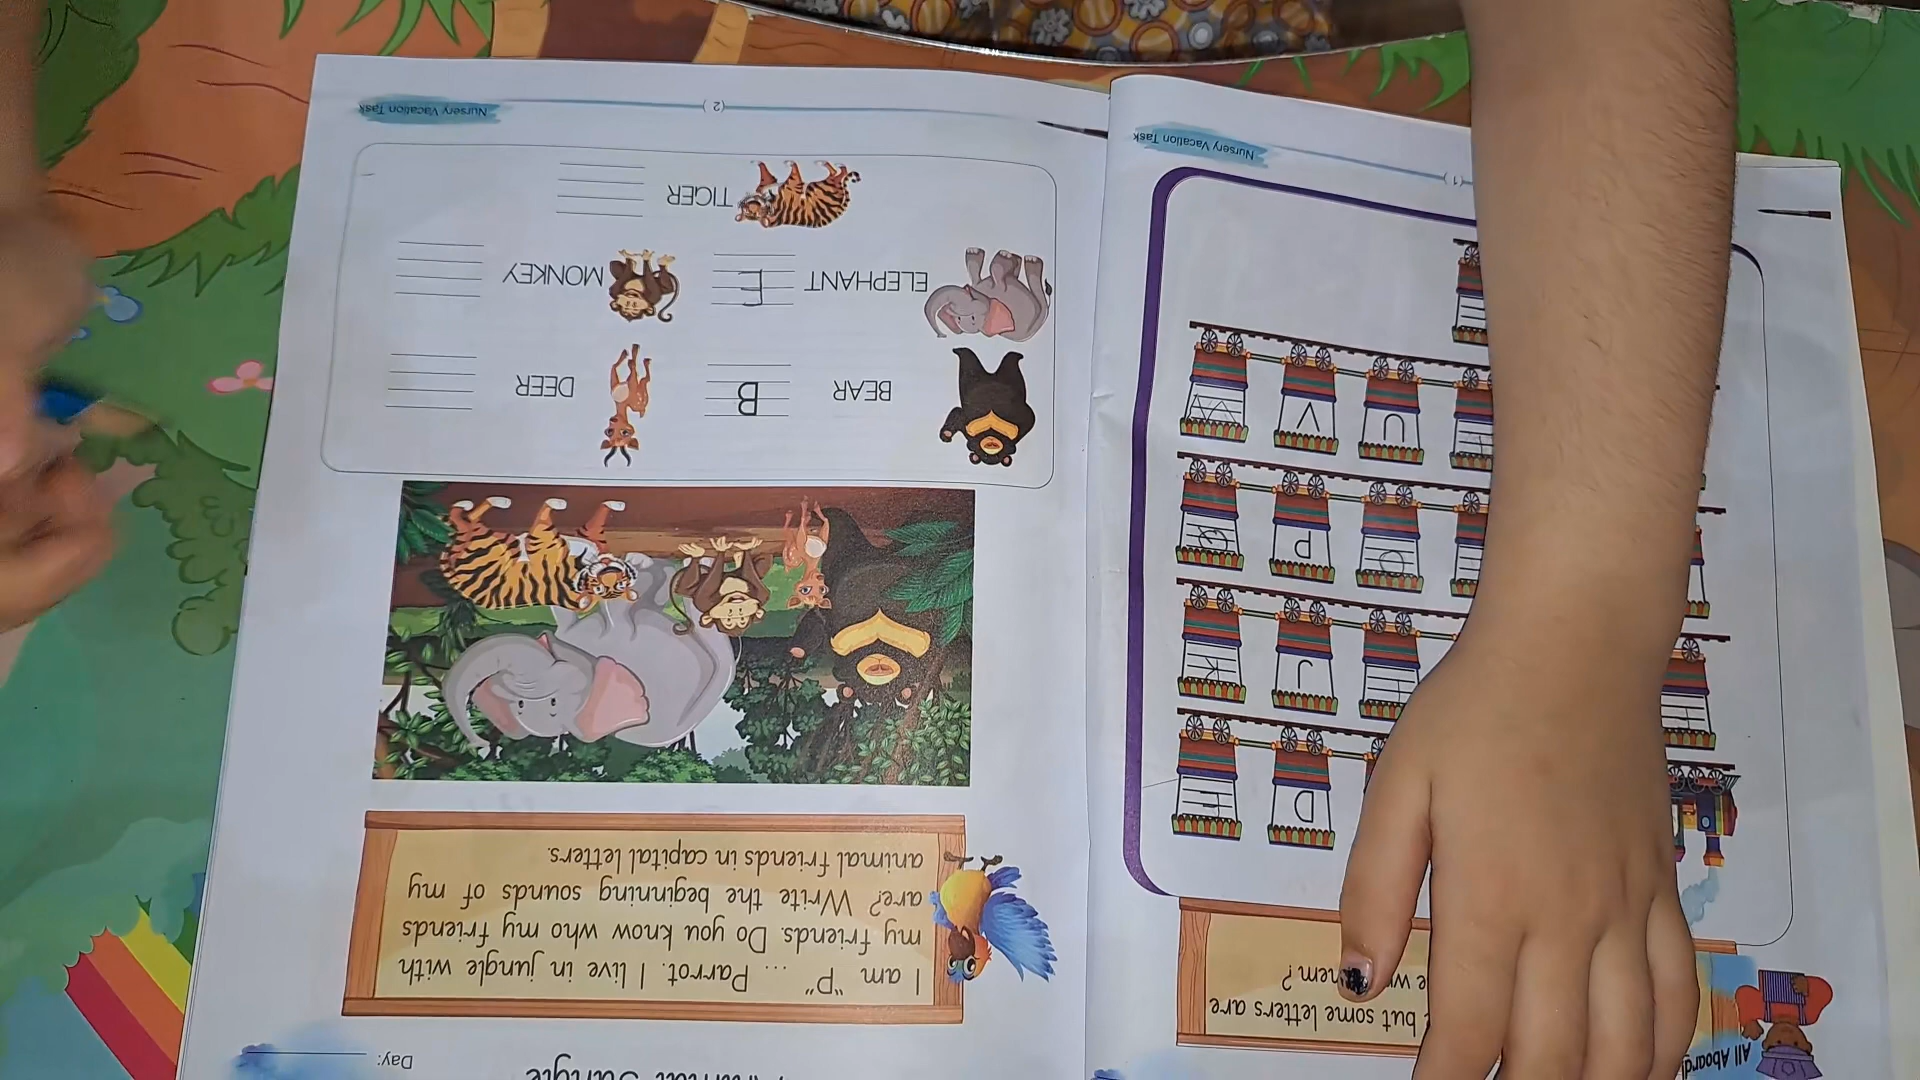 Day:
I am "P" ... Parrot. I live in jungle with
my friends. Do you know who my friends
are? Write the beginning sounds of my
animal friends in capital letters.
BEAR B DEER
ELEPHANT E MONKEY
TIGER
(2)
Nursery Vacation Task
All Aboard
but some letters are
them?
D E
H J K
O P Q
U V W
(1)
Nursery Vacation Task